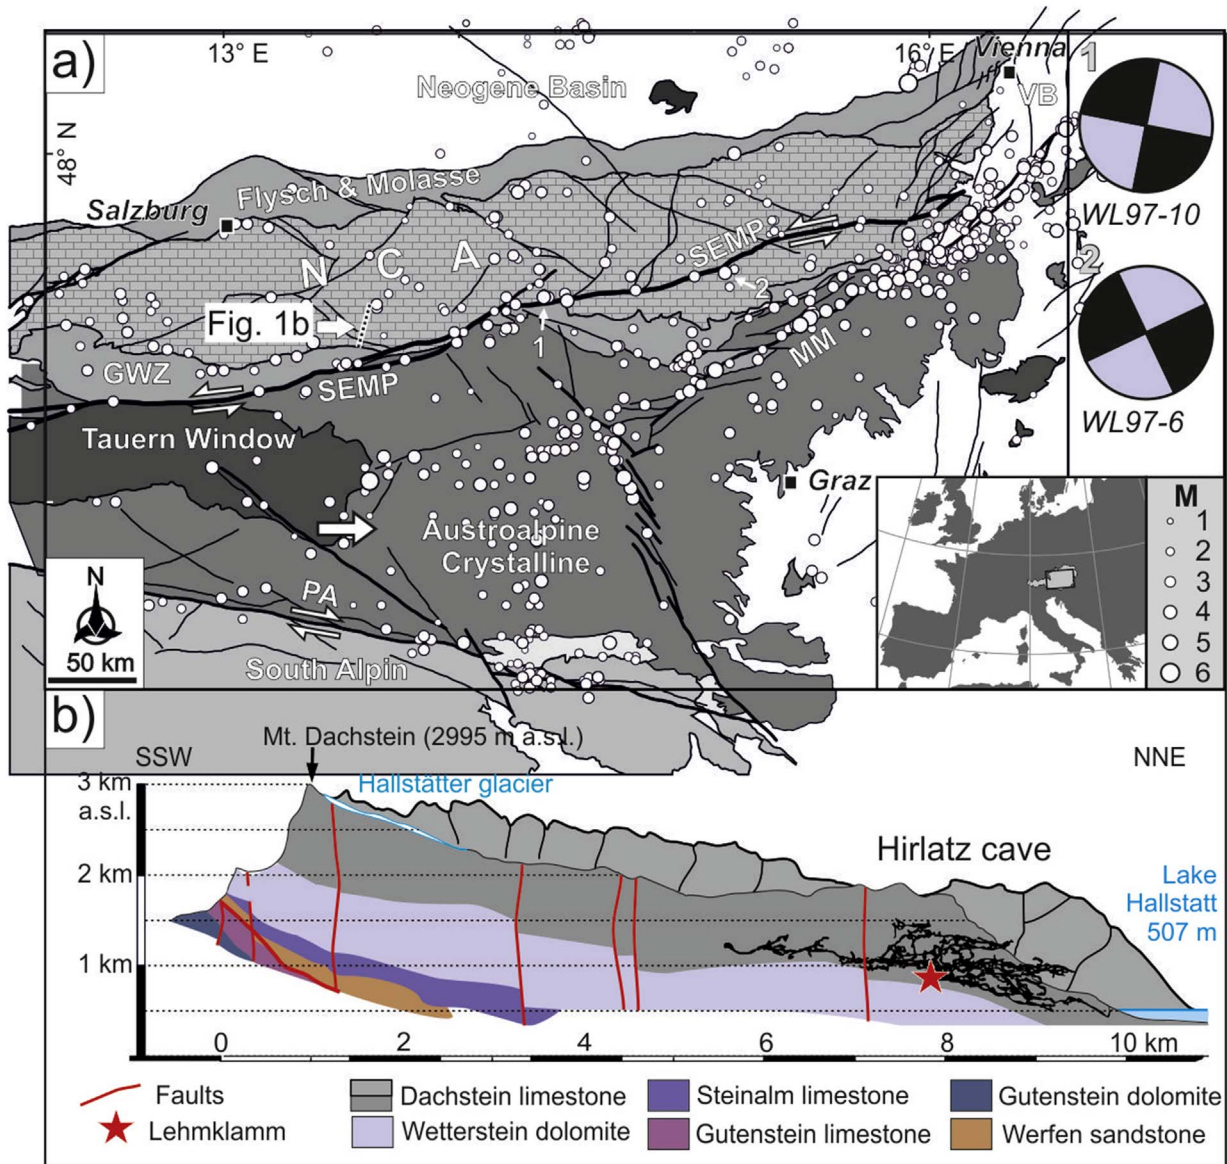 a)
13° E
16° E
Vienna
1
Neogene Basin
VB
48° N
Flysch & Molasse
Salzburg
WL97-10
N C A
SEMP
2
2
Fig. 1b
1
MM
GWZ
SEMP
WL97-6
Tauern Window
Graz
Austroalpine
Crystalline
M
1
2
3
4
5
6
N
50 km
PA
South Alpin
b)
Mt. Dachstein (2995 m a.s.l.)
SSW
NNE
3 km
a.s.l.
Hallstätter glacier
Hirlatz cave
2 km
Lake
Hallstatt
507 m
1 km
0 2 4 6 8 10 km
Faults
Dachstein limestone
Steinalm limestone
Gutenstein dolomite
Lehmklamm
Wetterstein dolomite
Gutenstein limestone
Werfen sandstone